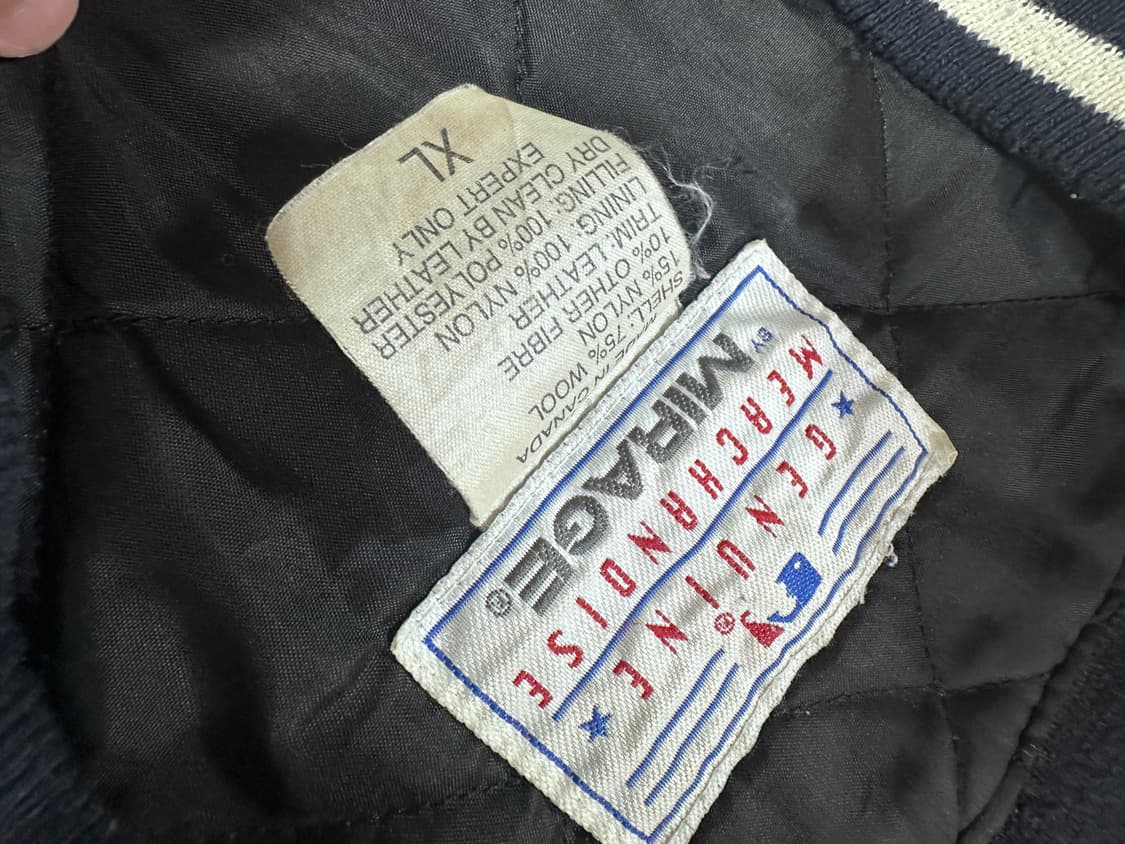 GENUINE
®
MERCHANDISE
BY
MIRAGE®
MADE IN CANADA
SHELL: 75% WOOL
15% NYLON
10% OTHER FIBRE
TRIM: LEATHER
LINING: 100% NYLON
FILLING: 100% POLYESTER
DRY CLEAN BY LEATHER
EXPERT ONLY
XL